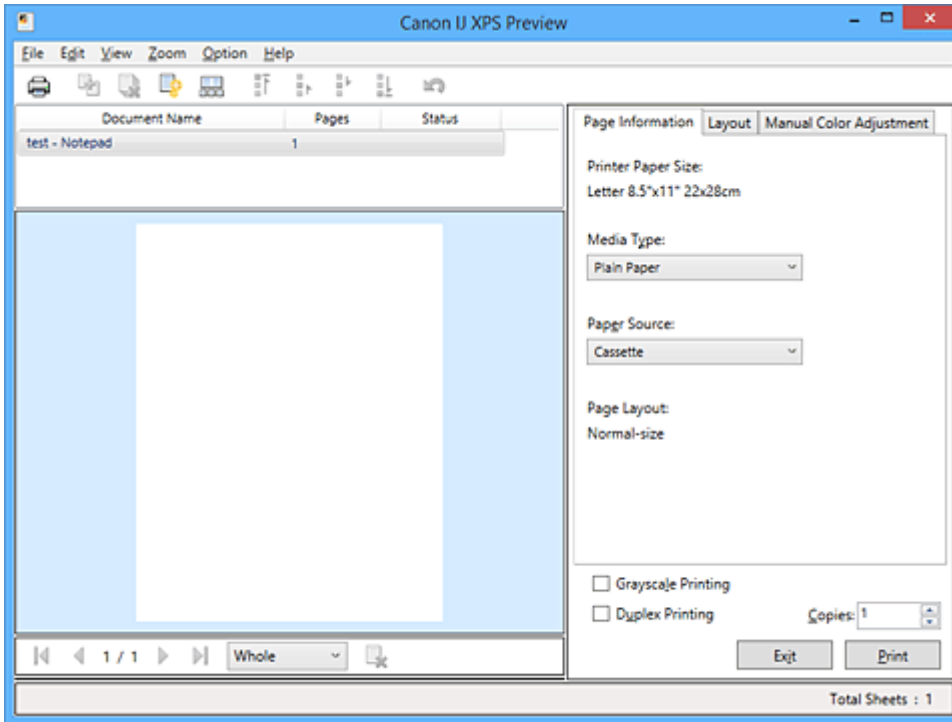 Canon IJ XPS Preview
File Edit View Zoom Option Help
Document Name Pages Status
test - Notepad 1
Page Information Layout Manual Color Adjustment
Printer Paper Size:
Letter 8.5"x11" 22x28cm
Media Type:
Plain Paper
Paper Source:
Cassette
Page Layout:
Normal-size
Grayscale Printing
Duplex Printing Copies: 1
1 / 1 Whole
Exit Print
Total Sheets : 1